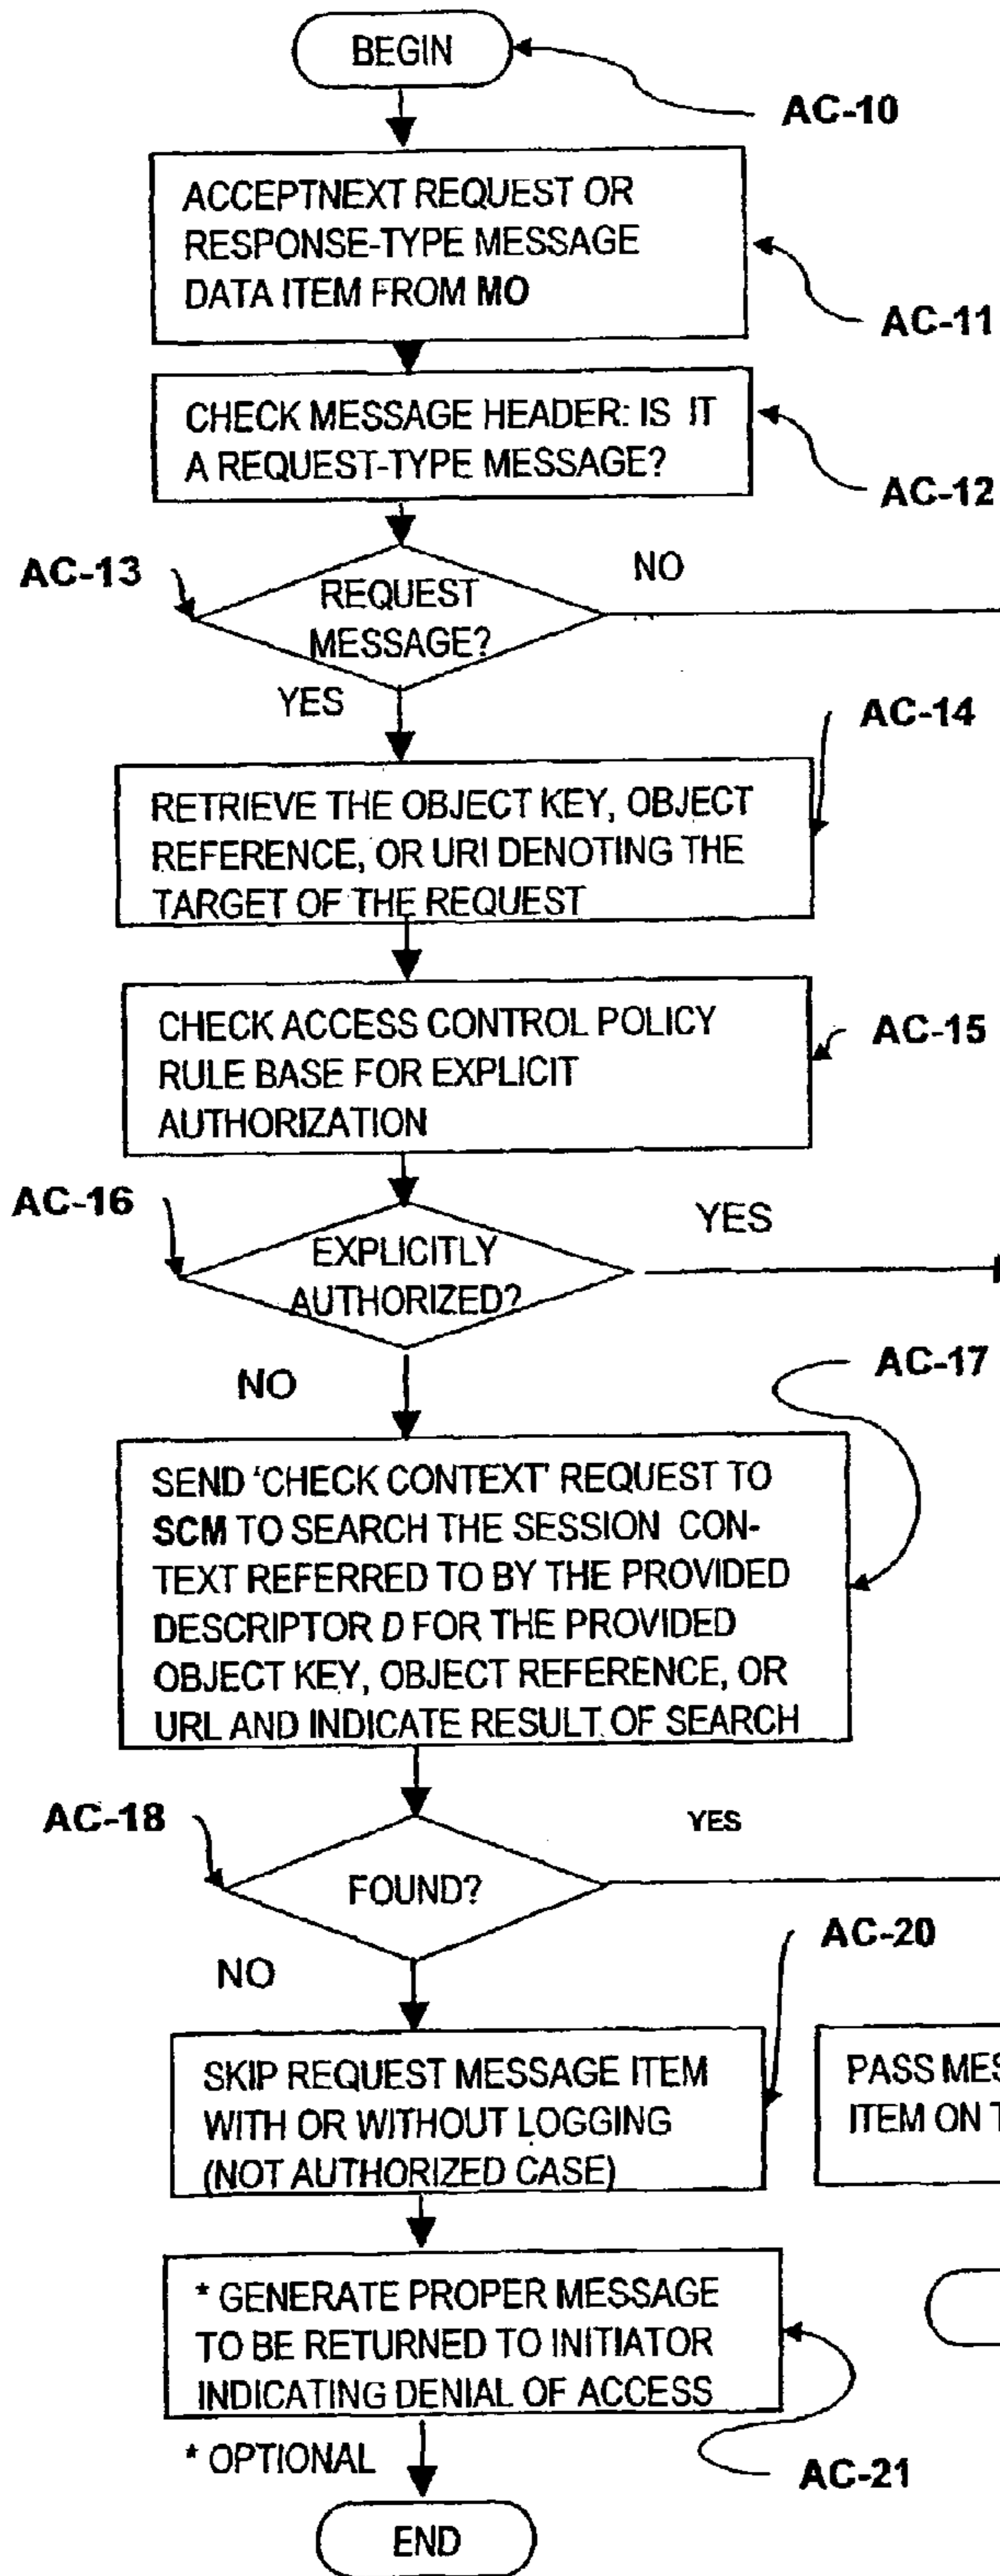 BEGIN
AC-10
ACCEPTNEXT REQUEST OR
RESPONSE-TYPE MESSAGE
DATA ITEM FROM MO
AC-11
CHECK MESSAGE HEADER: IS IT
A REQUEST-TYPE MESSAGE?
AC-12
AC-13
REQUEST
MESSAGE?
NO
YES
AC-14
RETRIEVE THE OBJECT KEY, OBJECT
REFERENCE, OR URI DENOTING THE
TARGET OF THE REQUEST
CHECK ACCESS CONTROL POLICY
RULE BASE FOR EXPLICIT
AUTHORIZATION
AC-15
AC-16
EXPLICITLY
AUTHORIZED?
YES
NO
AC-17
SEND 'CHECK CONTEXT' REQUEST TO
SCM TO SEARCH THE SESSION CON-
TEXT REFERRED TO BY THE PROVIDED
DESCRIPTOR D FOR THE PROVIDED
OBJECT KEY, OBJECT REFERENCE, OR
URL AND INDICATE RESULT OF SEARCH
AC-18
FOUND?
YES
NO
AC-20
SKIP REQUEST MESSAGE ITEM
WITH OR WITHOUT LOGGING
(NOT AUTHORIZED CASE)
PASS MES
ITEM ON T
* GENERATE PROPER MESSAGE
TO BE RETURNED TO INITIATOR
INDICATING DENIAL OF ACCESS
* OPTIONAL
AC-21
END